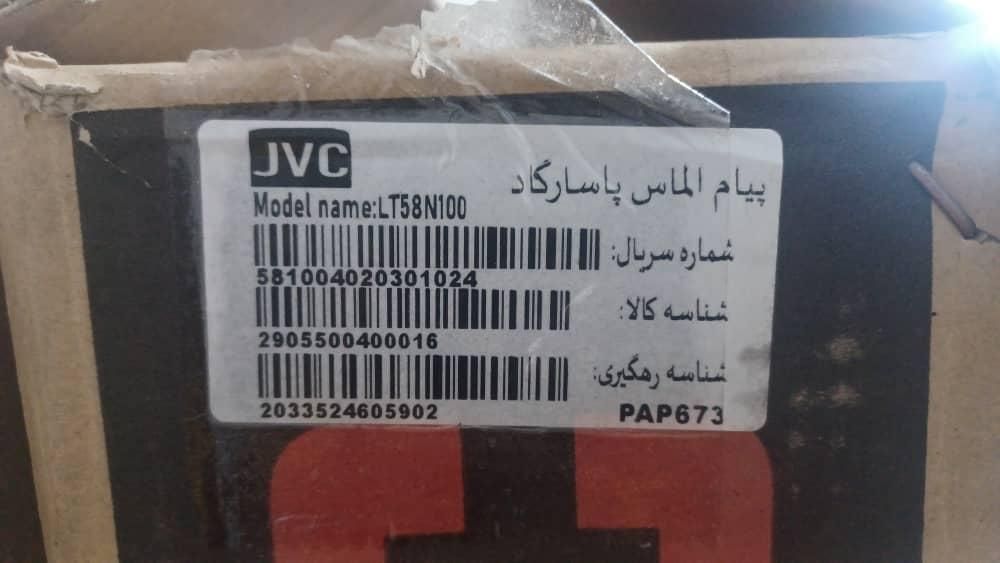 JVC
پیام الماس پاسارگاد
Model name:LT58N100
شماره سریال:
581004020301024
شناسه کالا:
2905500400016
شناسه رهگیری:
2033524605902
PAP673